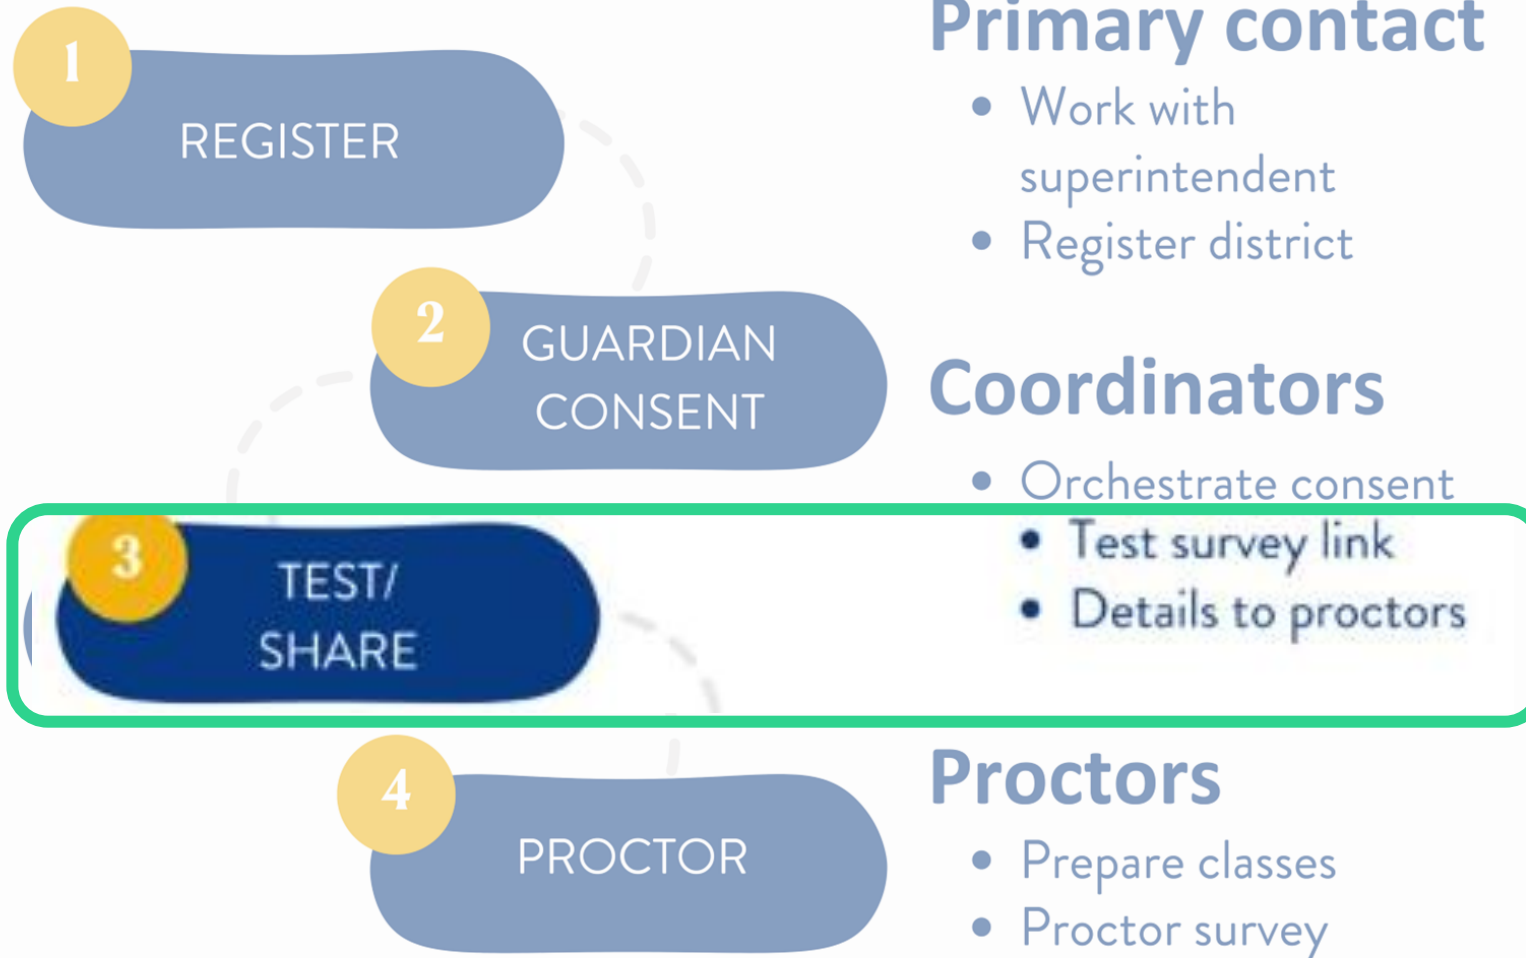 1
REGISTER
2
GUARDIAN
CONSENT
3
TEST/
SHARE
4
PROCTOR
Primary contact
• Work with
superintendent
• Register district
Coordinators
• Orchestrate consent
• Test survey link
• Details to proctors
Proctors
• Prepare classes
• Proctor survey